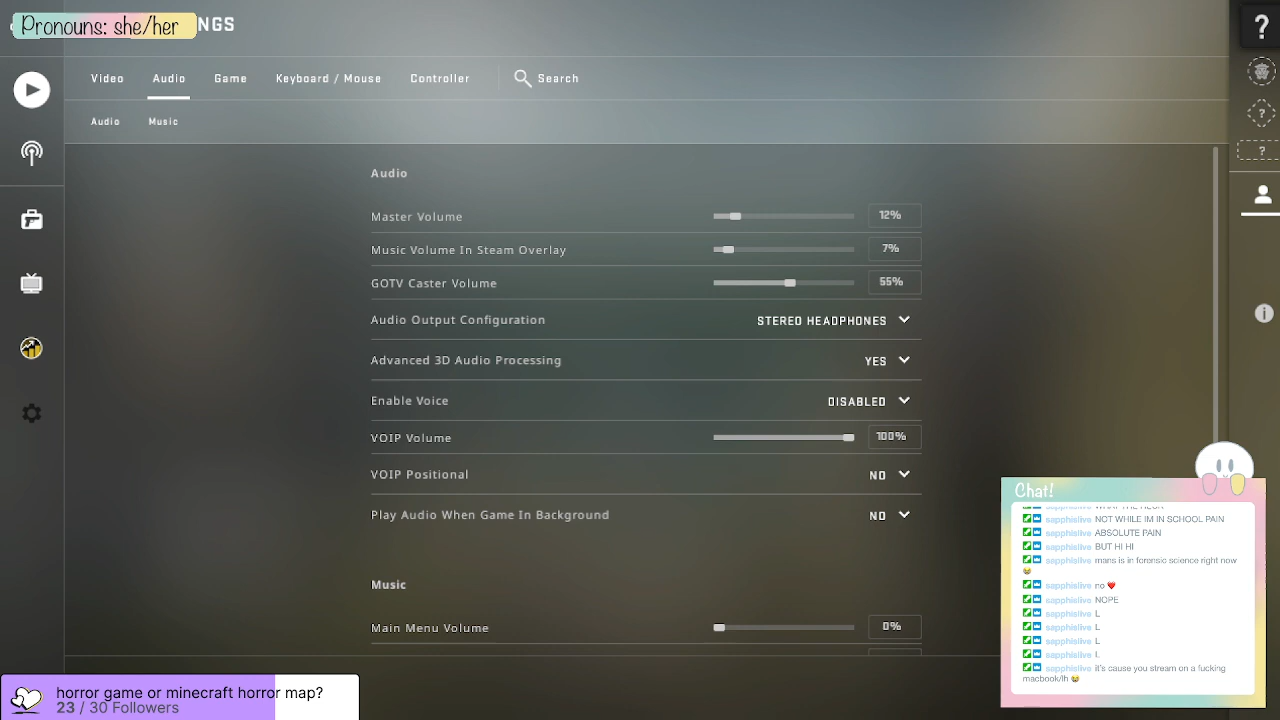 Pronouns: she/her
NGS
Video
Audio
Game
Keyboard / Mouse
Controller
Search
Audio
Music
Audio
Master Volume
12%
Music Volume In Steam Overlay
7%
GOTV Caster Volume
55%
Audio Output Configuration
STEREO HEADPHONES
Advanced 3D Audio Processing
YES
Enable Voice
DISABLED
VOIP Volume
100%
VOIP Positional
NO
Play Audio When Game In Background
NO
Music
Main Menu Volume
0%
Chat!
sapphislive NOT WHILE IM IN SCHOOL PAIN
sapphislive ABSOLUTE PAIN
sapphislive BUT HI HI
sapphislive mans is in forensic science right now
sapphislive no
sapphislive NOPE
sapphislive L
sapphislive L
sapphislive L
sapphislive L
sapphislive it's cause you stream on a fucking
macbook/lh
horror game or minecraft horror map?
23 / 30 Followers